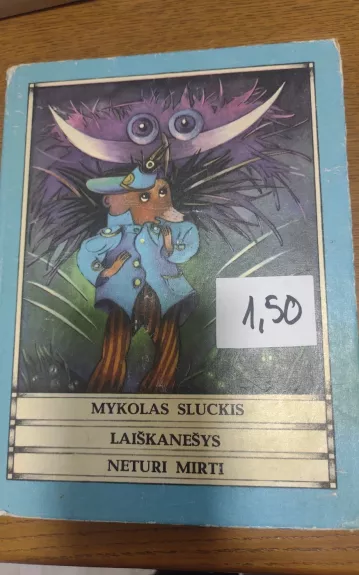 1,50
MYKOLAS SLUCKIS
LAIŠKANEŠYS
NETURI MIRTI